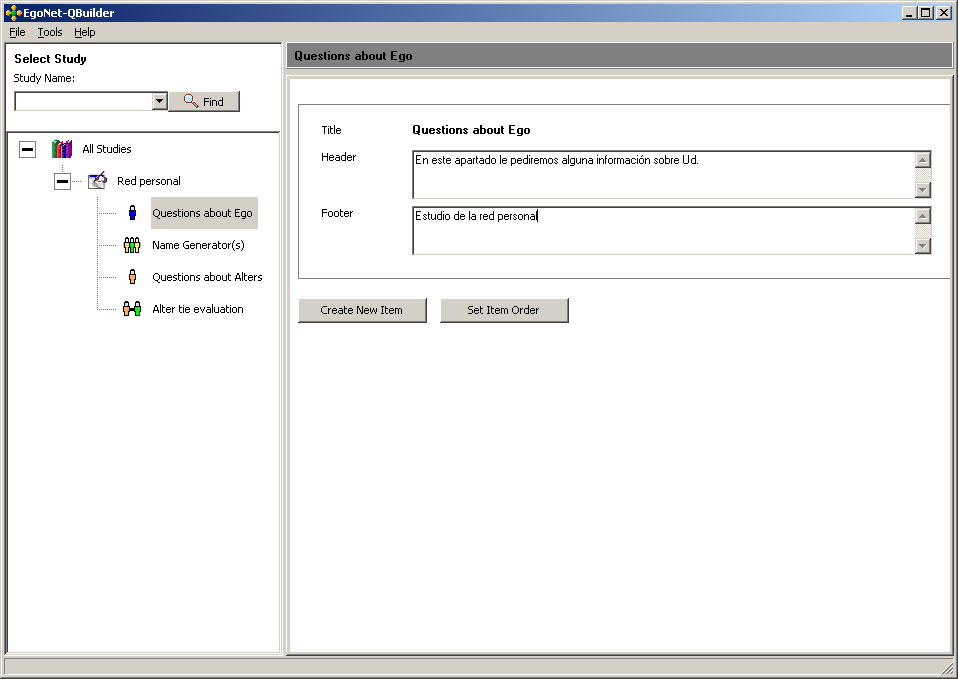 EgoNet-QBuilder
File Tools Help
Select Study
Study Name:
Find
All Studies
Red personal
Questions about Ego
Name Generator(s)
Questions about Alters
Alter tie evaluation
Questions about Ego
Title Questions about Ego
Header En este apartado le pediremos alguna información sobre Ud.
Footer Estudio de la red personal
Create New Item Set Item Order